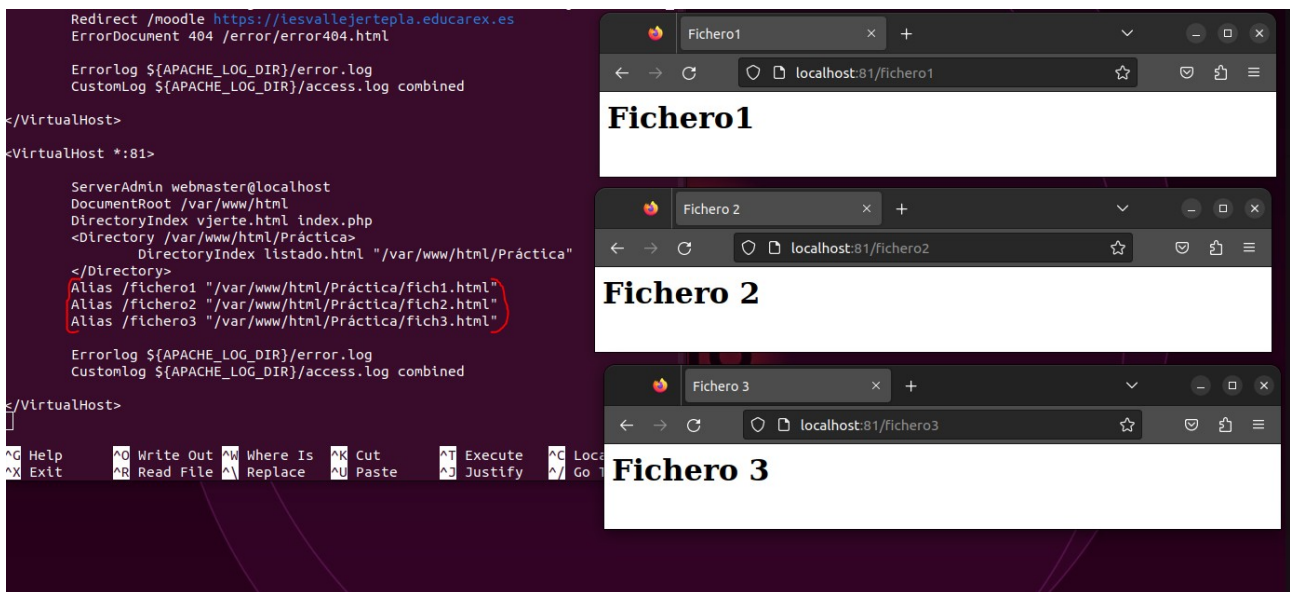 Redirect /moodle https://iesvallejertepla.educarex.es
ErrorDocument 404 /error/error404.html
Errorlog ${APACHE_LOG_DIR}/error.log
CustomLog ${APACHE_LOG_DIR}/access.log combined
</VirtualHost>
<VirtualHost *:81>
ServerAdmin webmaster@localhost
DocumentRoot /var/www/html
DirectoryIndex vjerte.html index.php
<Directory /var/www/html/Práctica>
DirectoryIndex listado.html "/var/www/html/Práctica"
</Directory>
Alias /fichero1 "/var/www/html/Práctica/fich1.html"
Alias /fichero2 "/var/www/html/Práctica/fich2.html"
Alias /fichero3 "/var/www/html/Práctica/fich3.html"
Errorlog ${APACHE_LOG_DIR}/error.log
Customlog ${APACHE_LOG_DIR}/access.log combined
</VirtualHost>
^G Help ^O Write Out ^W Where Is ^K Cut ^T Execute ^C Loca
^X Exit ^R Read File ^\ Replace ^U Paste ^J Justify ^/ Go T
Fichero1
localhost:81/fichero1
Fichero1
Fichero 2
localhost:81/fichero2
Fichero 2
Fichero 3
localhost:81/fichero3
Fichero 3